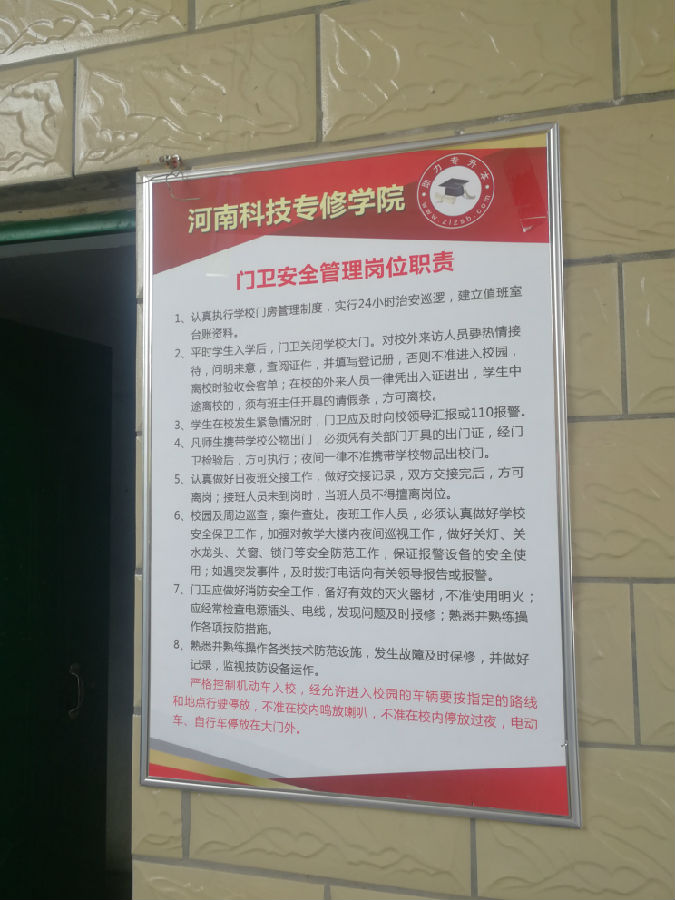 助力专升本
www.zlzsb.com
河南科技专修学院
门卫安全管理岗位职责
1、认真执行学校门房管理制度，实行24小时治安巡逻，建立值班室
台账资料。
2、平时学生入学后，门卫关闭学校大门。对校外来访人员要热情接
待，问明来意，查阅证件，并填写登记册，否则不准进入校园，
离校时验收会客单；在校的外来人员一律凭出入证进出，学生中
途离校的，须有班主任开具的请假条，方可离校。
3、学生在校发生紧急情况时，门卫应及时向校领导汇报或110报警。
4、凡师生携带学校公物出门，必须凭有关部门开具的出门证，经门
卫检验后，方可执行；夜间一律不准携带学校物品出校门。
5、认真做好日夜班交接工作，做好交接记录，双方交接完后，方可
离岗；接班人员未到岗时，当班人员不得擅离岗位。
6、校园及周边巡查，案件查处。夜班工作人员，必须认真做好学校
安全保卫工作，加强对教学大楼内夜间巡视工作，做好关灯、关
水龙头、关窗、锁门等安全防范工作，保证报警设备的安全使
用；如遇突发事件，及时拨打电话向有关领导报告或报警。
7、门卫应做好消防安全工作，备好有效的灭火器材，不准使用明火；
应经常检查电源插头、电线，发现问题及时报修；熟悉并熟练操
作各项技防措施。
8、熟悉并熟练操作各类技术防范设施，发生故障及时保修，并做好
记录，监视技防设备运作。
严格控制机动车入校，经允许进入校园的车辆要按指定的路线
和地点行驶停放，不准在校内鸣放喇叭，不准在校内停放过夜，电动
车、自行车停放在大门外。